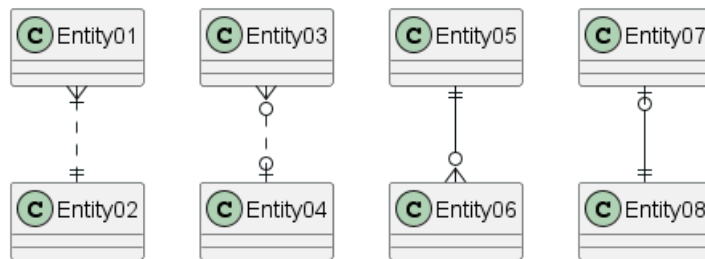 C Entity01
C Entity03
C Entity05
C Entity07
C Entity02
C Entity04
C Entity06
C Entity08